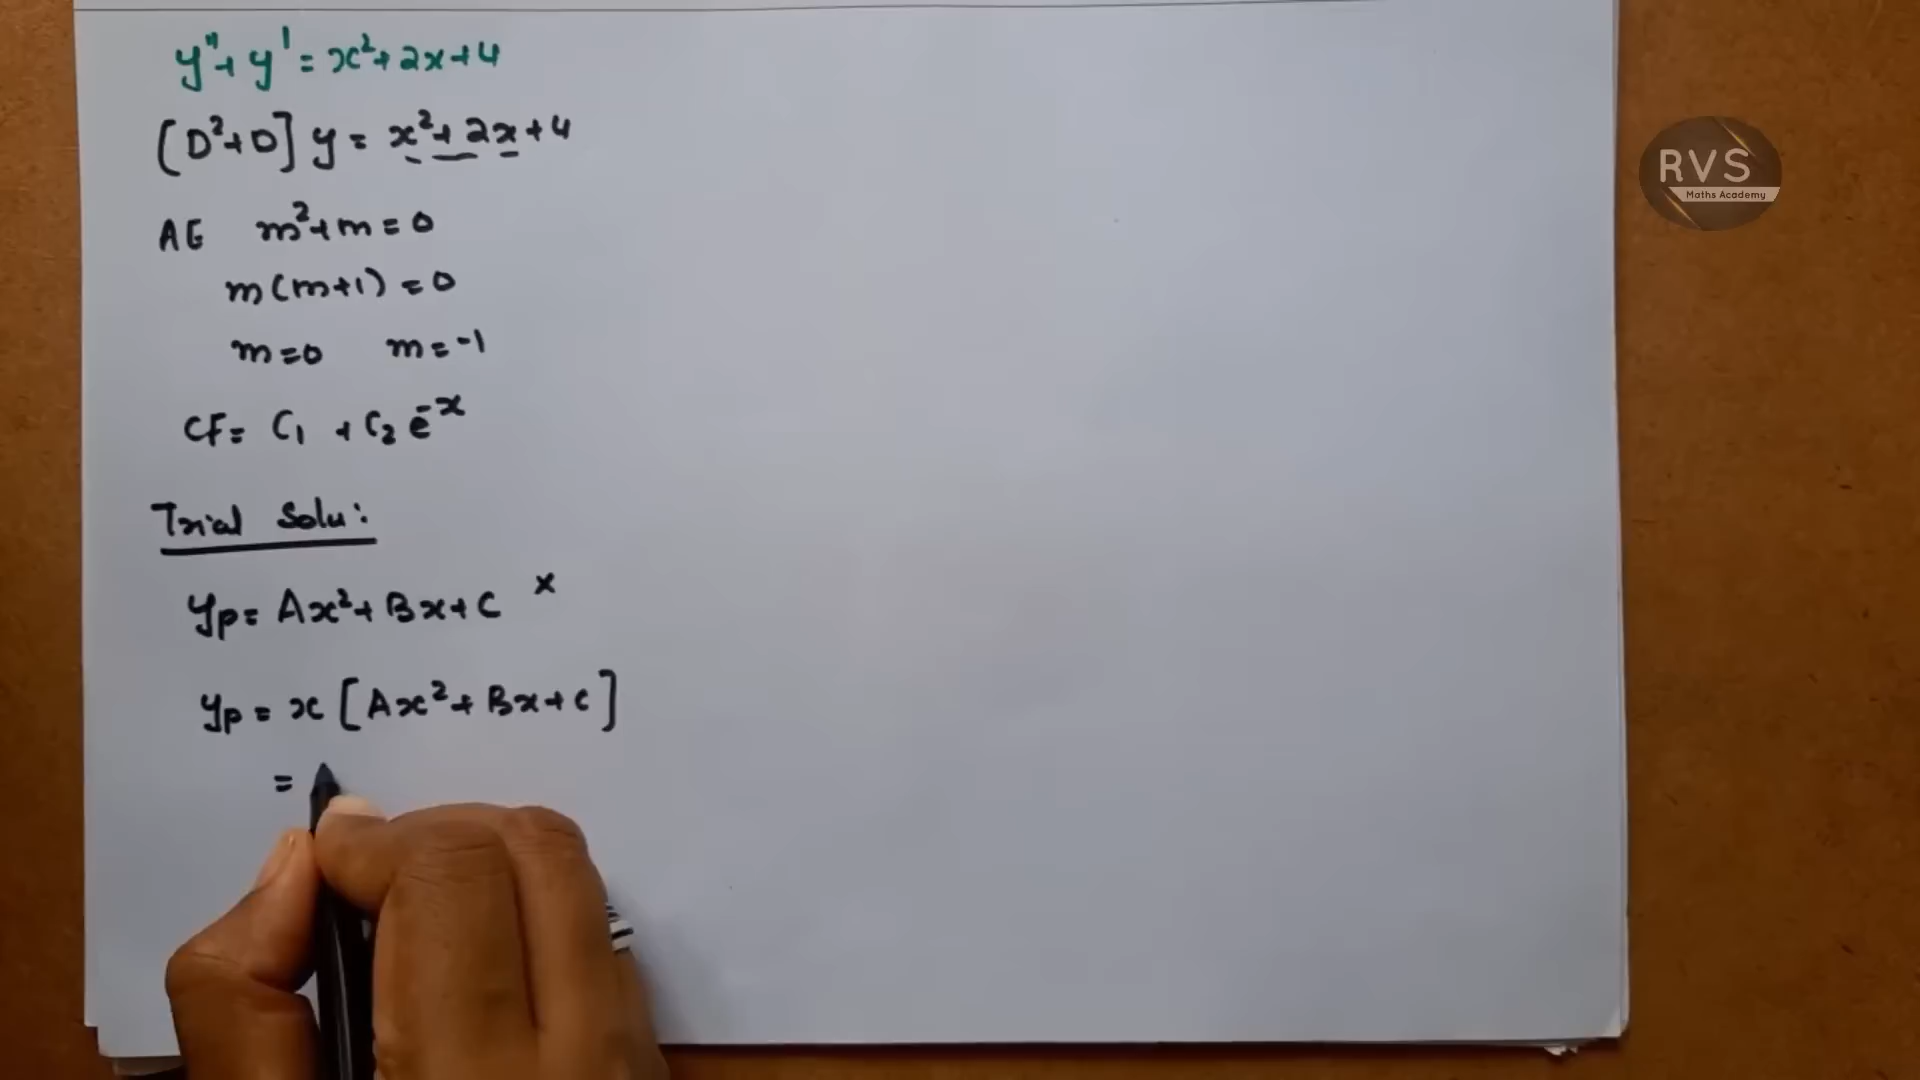 y"+y'=x²+2x+4
[D²+D]y=x²+2x+4
AE m²+m=0
m(m+1)=0
m=0 m=-1
CF= C₁ +C₂ e⁻ˣ
Trial Solu:
yₚ=Ax²+Bx+C ×
yₚ=x[Ax²+Bx+c]
=
RVS
Maths Academy